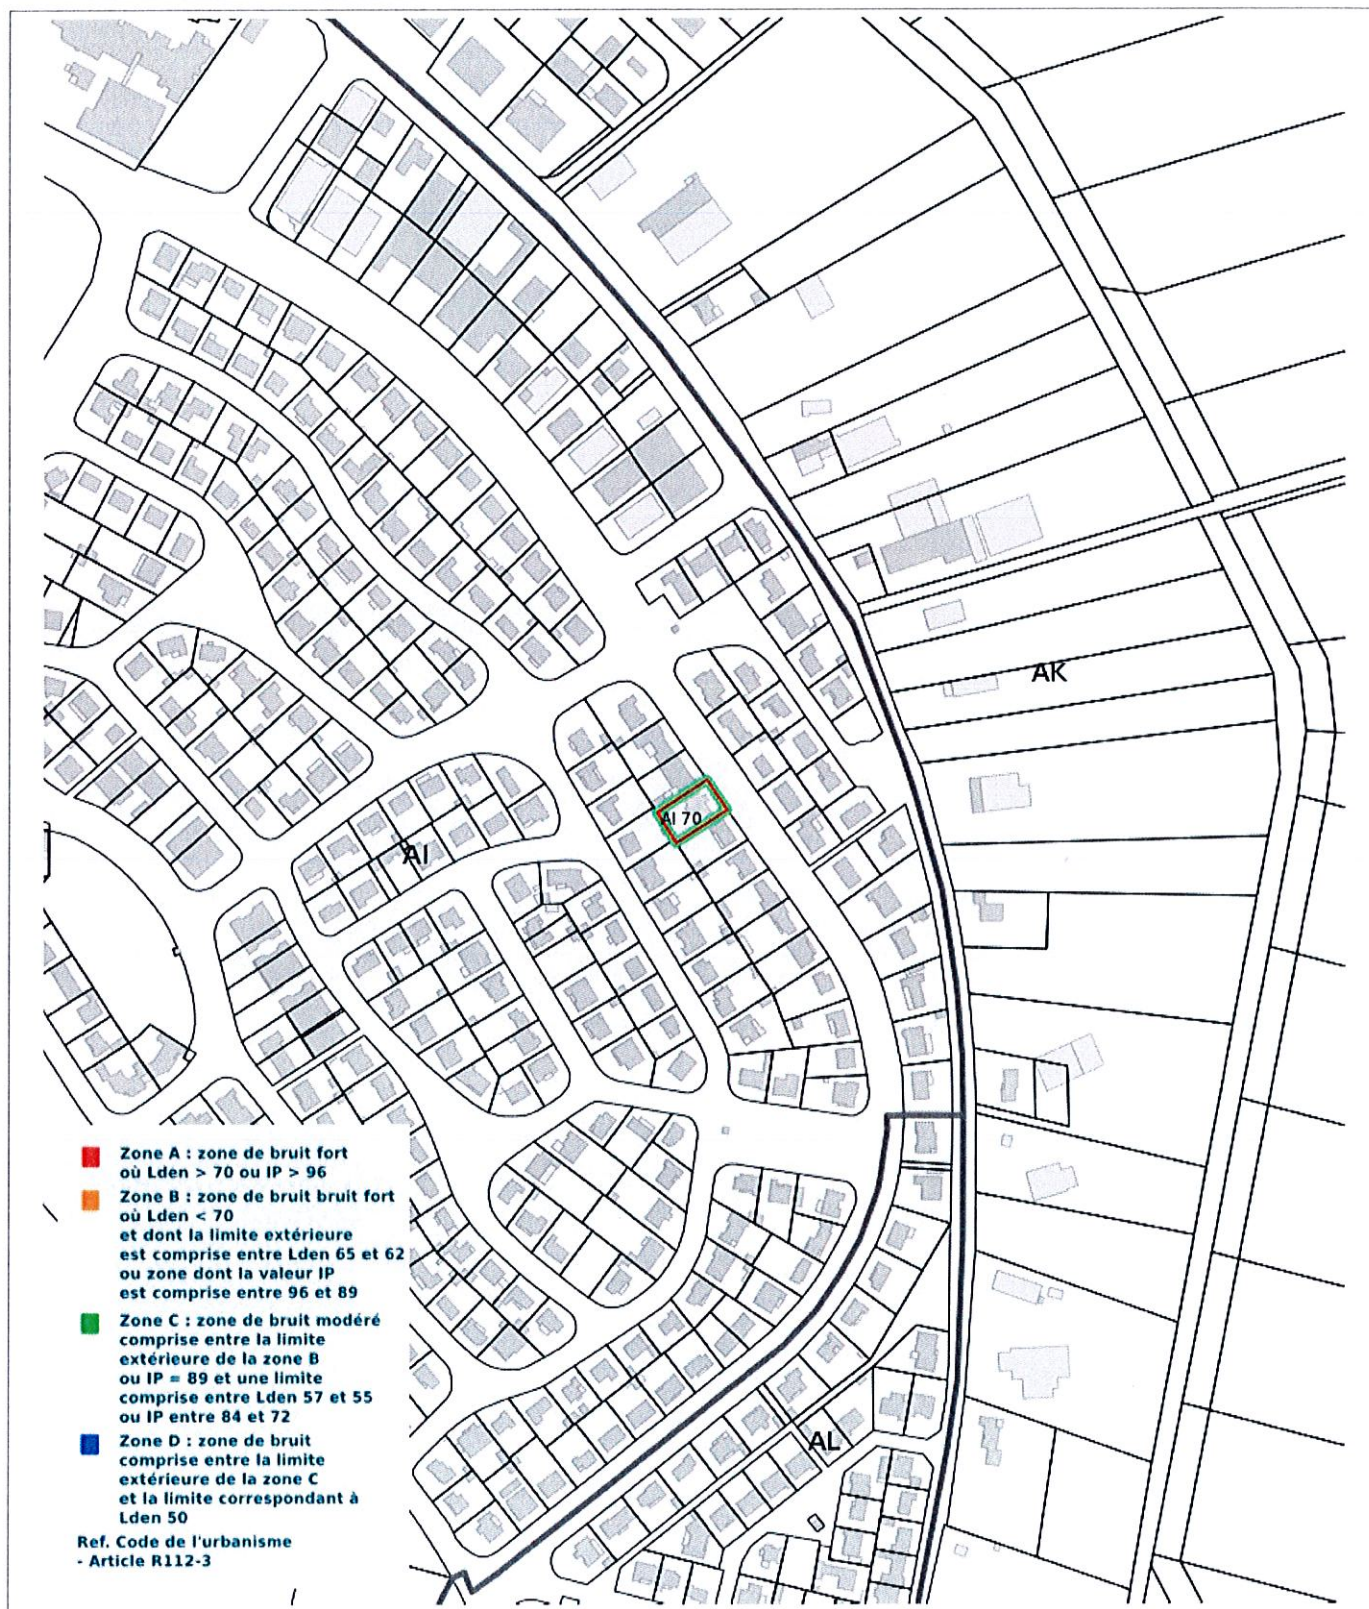 AK
AI 70
AI
Zone A : zone de bruit fort
où Lden > 70 ou IP > 96
Zone B : zone de bruit bruit fort
où Lden < 70
et dont la limite extérieure
est comprise entre Lden 65 et 62
ou zone dont la valeur IP
est comprise entre 96 et 89
Zone C : zone de bruit modéré
comprise entre la limite
extérieure de la zone B
ou IP = 89 et une limite
comprise entre Lden 57 et 55
ou IP entre 84 et 72
Zone D : zone de bruit
comprise entre la limite
extérieure de la zone C
et la limite correspondant à
Lden 50
Ref. Code de l'urbanisme
- Article R112-3
AL